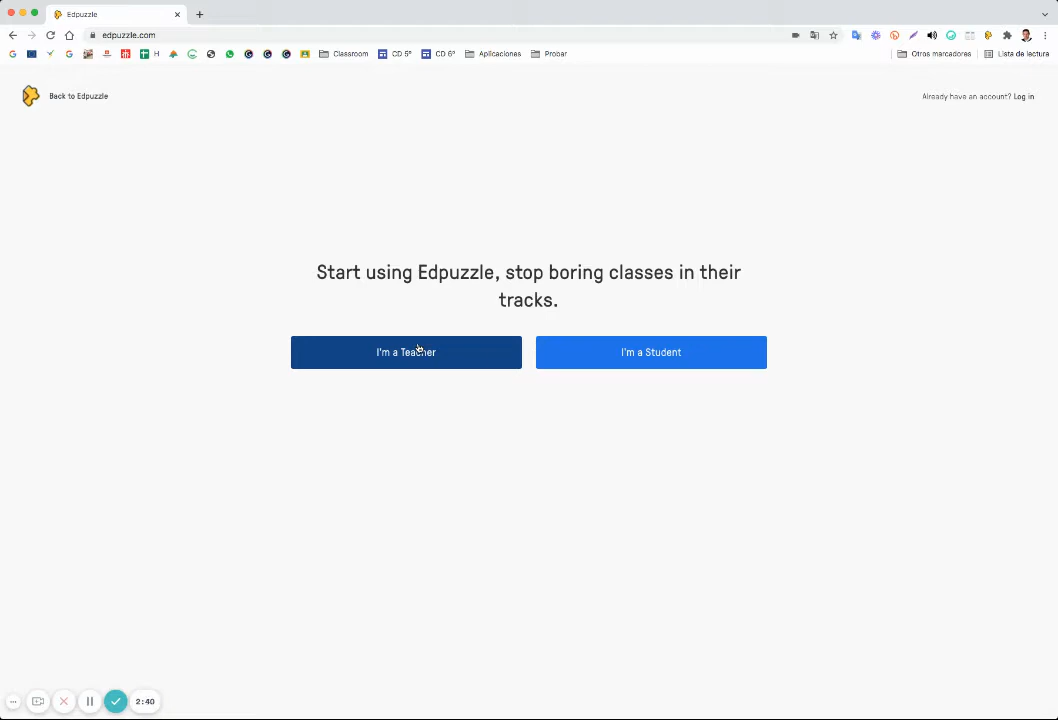 Edpuzzle
edpuzzle.com
H
Classroom
CD 5º
CD 6º
Aplicaciones
Probar
Otros marcadores
Lista de lectura
Back to Edpuzzle
Already have an account? Log in
Start using Edpuzzle, stop boring classes in their
tracks.
I'm a Teacher
I'm a Student
2:40